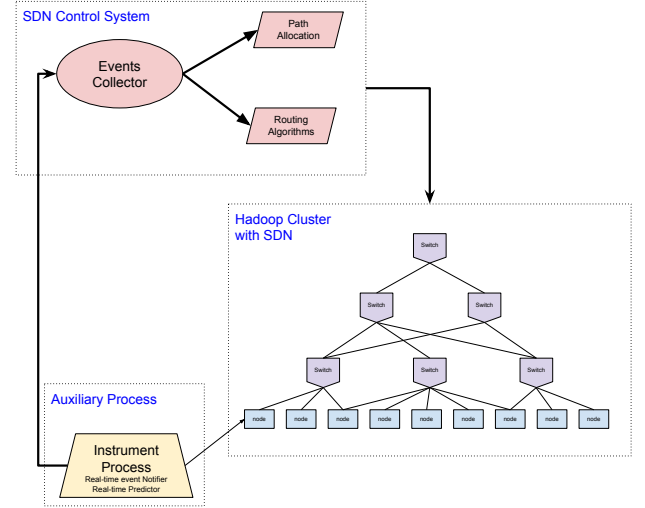 SDN Control System
Path
Allocation
Events
Collector
Routing
Algorithms
Hadoop Cluster
with SDN
Switch
Switch
Switch
Switch
Switch
Switch
Auxiliary Process
node
node
node
node
node
node
node
node
node
Instrument
Process
Real-time event Notifier
Real-time Predictor